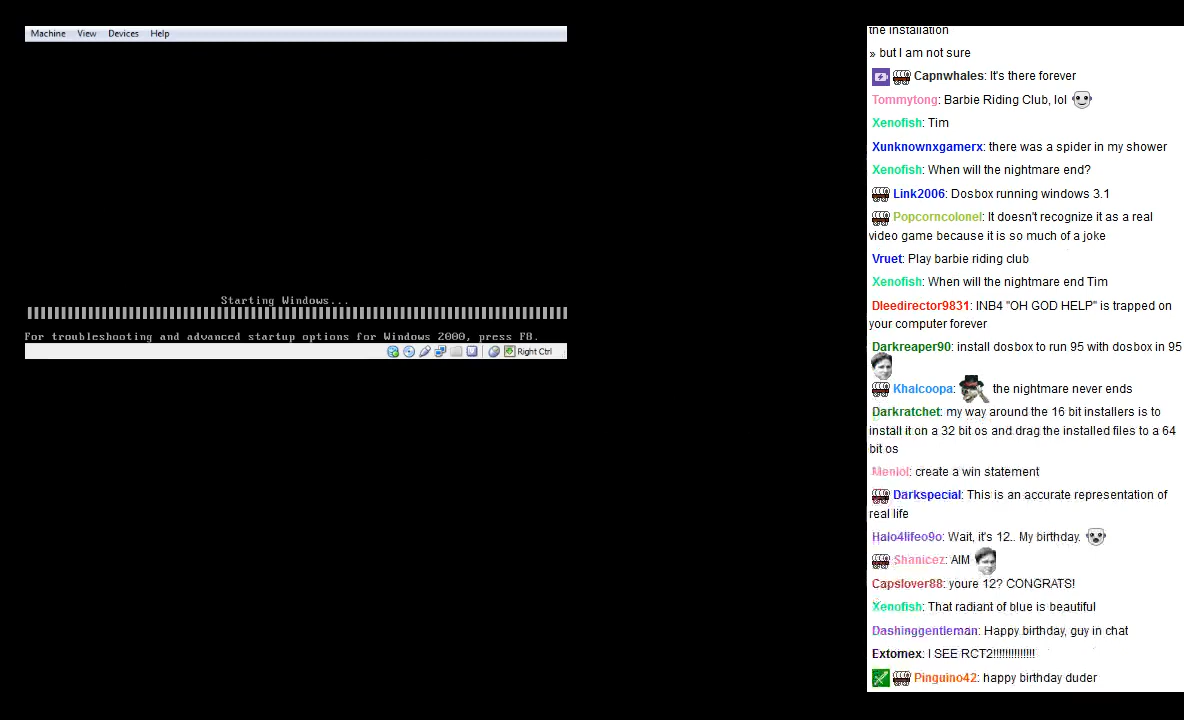 Machine View Devices Help
Starting Windows...
For troubleshooting and advanced startup options for Windows 2000, press F8.
Right Ctrl
the installation
» but I am not sure
Capnwhales: It's there forever
Tommytong: Barbie Riding Club, lol
Xenofish: Tim
Xunknownxgamerx: there was a spider in my shower
Xenofish: When will the nightmare end?
Link2006: Dosbox running windows 3.1
Popcorncolonel: It doesn't recognize it as a real
video game because it is so much of a joke
Vruet: Play barbie riding club
Xenofish: When will the nightmare end Tim
Dleedirector9831: INB4 "OH GOD HELP" is trapped on
your computer forever
Darkreaper90: install dosbox to run 95 with dosbox in 95
Khalcoopa: the nightmare never ends
Darkratchet: my way around the 16 bit installers is to
install it on a 32 bit os and drag the installed files to a 64
bit os
Meniol: create a win statement
Darkspecial: This is an accurate representation of
real life
Halo4lifeo9o: Wait, it's 12.. My birthday.
Shanicez: AIM
Capslover88: youre 12? CONGRATS!
Xenofish: That radiant of blue is beautiful
Dashinggentleman: Happy birthday, guy in chat
Extomex: I SEE RCT2!!!!!!!!!!!!!!!
Pinguino42: happy birthday duder